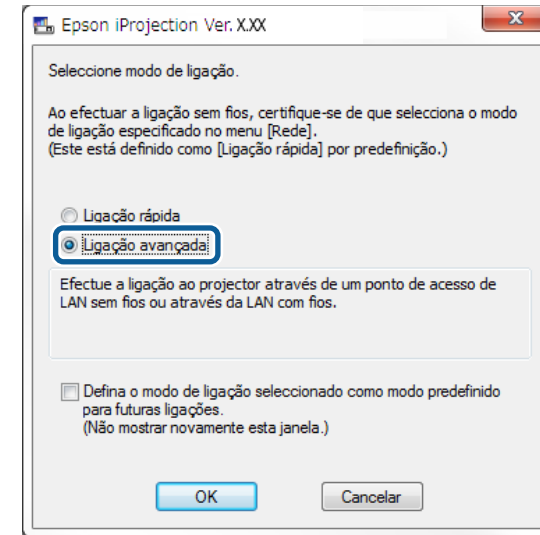 Epson iProjection Ver. X.XX
Seleccione modo de ligação.
Ao efectuar a ligação sem fios, certifique-se de que selecciona o modo
de ligação especificado no menu [Rede].
(Este está definido como [Ligação rápida] por predefinição.)
Ligação rápida
Ligação avançada
Efectue a ligação ao projector através de um ponto de acesso de
LAN sem fios ou através da LAN com fios.
Defina o modo de ligação seleccionado como modo predefinido
para futuras ligações.
(Não mostrar novamente esta janela.)
OK
Cancelar